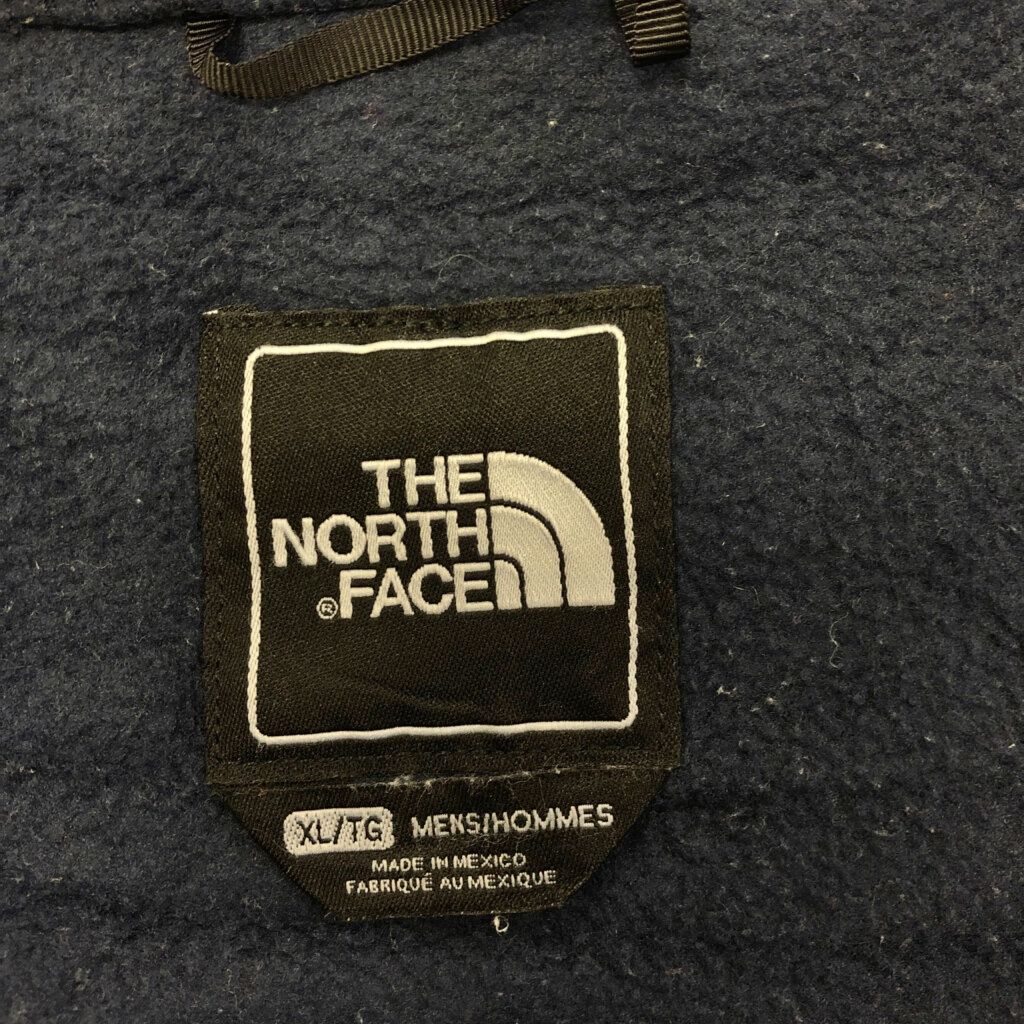 THE
NORTH
®FACE
XL/TG MENS/HOMMES
MADE IN MEXICO
FABRIQUÉ AU MEXIQUE